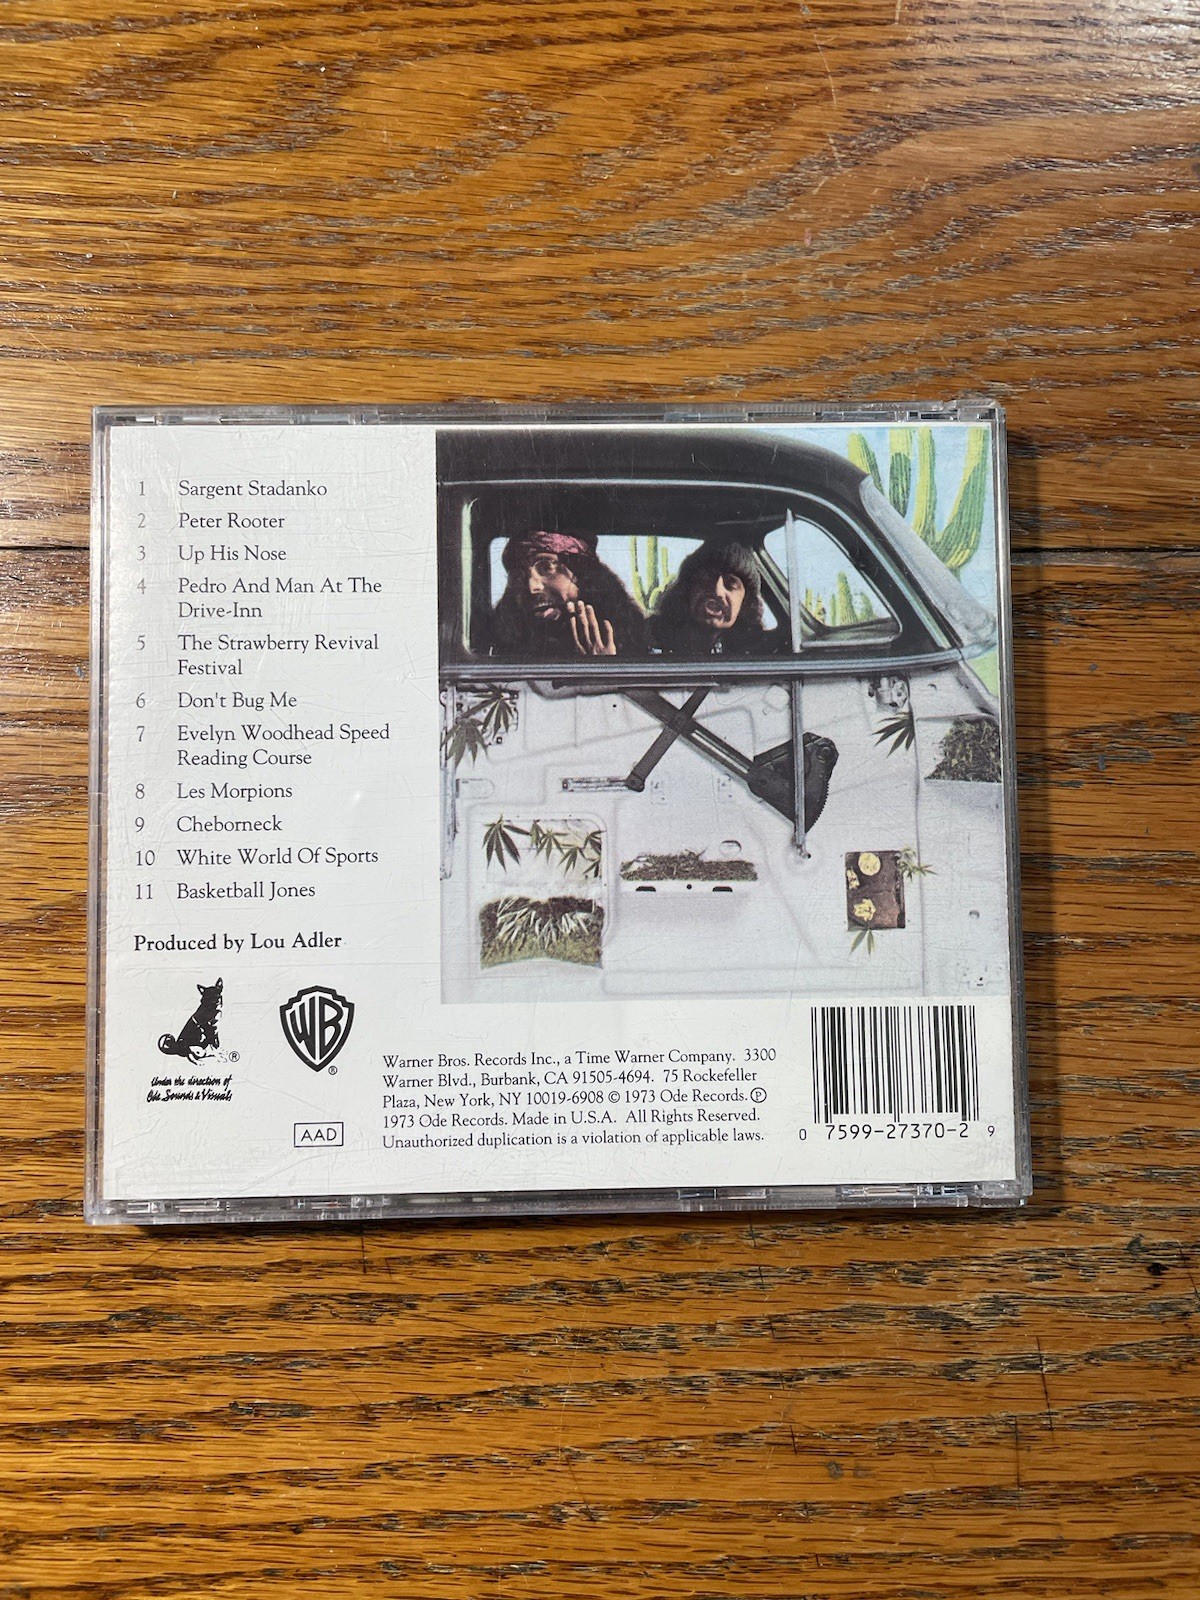 1 Sargent Stadanko
2 Peter Rooter
3 Up His Nose
4 Pedro And Man At The
Drive-Inn
5 The Strawberry Revival
Festival
6 Don't Bug Me
7 Evelyn Woodhead Speed
Reading Course
8 Les Morpions
9 Cheborneck
10 White World Of Sports
11 Basketball Jones
Produced by Lou Adler
®
Under the direction of
Ode Sounds & Visuals
WB
®
AAD
Warner Bros. Records Inc., a Time Warner Company. 3300
Warner Blvd., Burbank, CA 91505-4694. 75 Rockefeller
Plaza, New York, NY 10019-6908 © 1973 Ode Records. ℗
1973 Ode Records. Made in U.S.A. All Rights Reserved.
Unauthorized duplication is a violation of applicable laws.
0 7599-27370-2 9